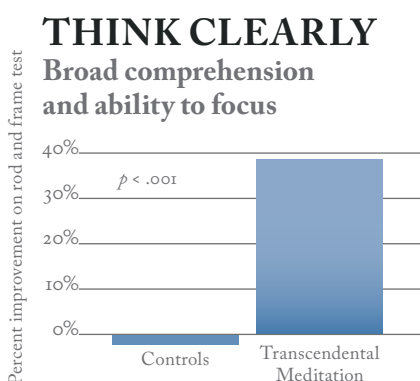 THINK CLEARLY
Broad comprehension
and ability to focus
Percent improvement on rod and frame test
40%
30%
20%
10%
0%
p < .001
Controls
Transcendental
Meditation